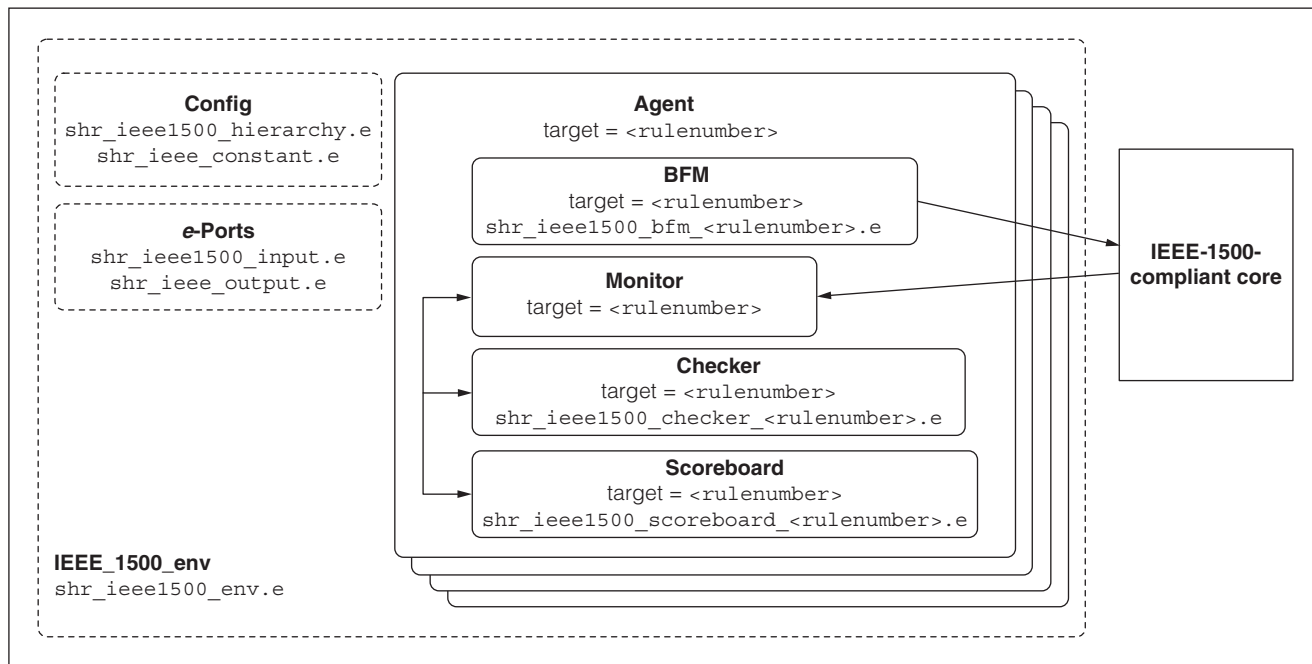 Config
shr_ieee1500_hierarchy.e
shr_ieee_constant.e
e-Ports
shr_ieee1500_input.e
shr_ieee_output.e
Agent
target = <rulenumber>
BFM
target = <rulenumber>
shr_ieee1500_bfm_<rulenumber>.e
Monitor
target = <rulenumber>
Checker
target = <rulenumber>
shr_ieee1500_checker_<rulenumber>.e
Scoreboard
target = <rulenumber>
shr_ieee1500_scoreboard_<rulenumber>.e
IEEE-1500-
compliant core
IEEE_1500_env
shr_ieee1500_env.e